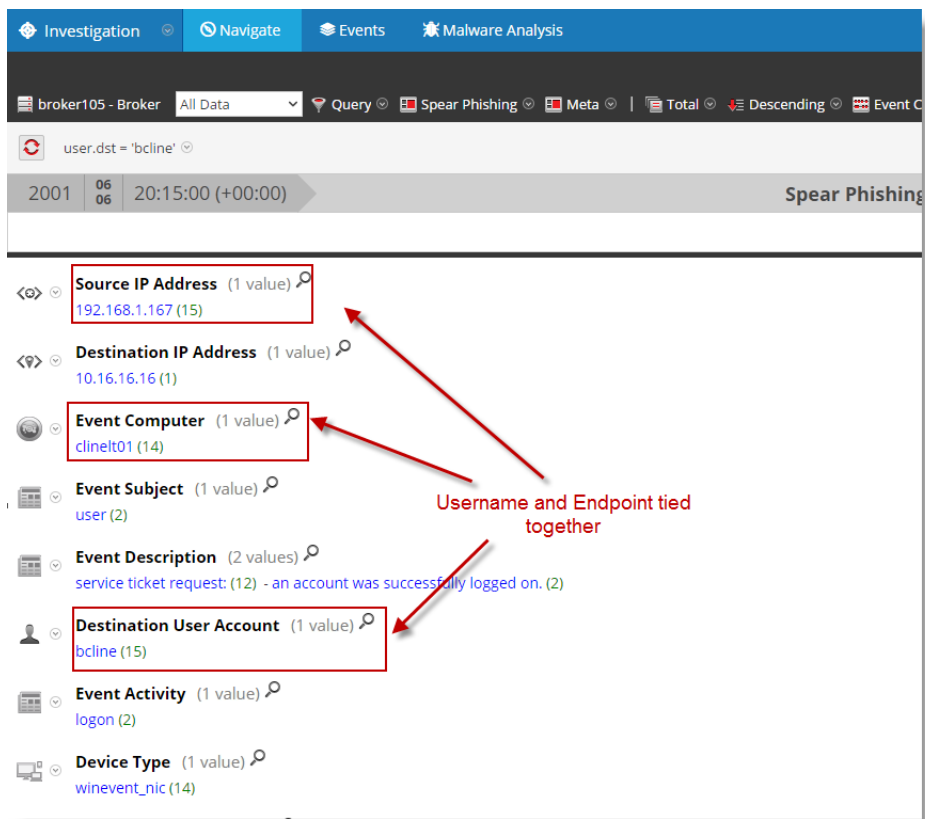 Investigation Navigate Events Malware Analysis
broker105 - Broker All Data Query Spear Phishing Meta | Total Descending Event C
user.dst = 'bcline'
2001 06 06 20:15:00 (+00:00) Spear Phishing
Source IP Address (1 value)
192.168.1.167 (15)
Destination IP Address (1 value)
10.16.16.16 (1)
Event Computer (1 value)
clinelt01 (14)
Event Subject (1 value)
user (2)
Username and Endpoint tied
together
Event Description (2 values)
service ticket request: (12) - an account was successfully logged on. (2)
Destination User Account (1 value)
bcline (15)
Event Activity (1 value)
logon (2)
Device Type (1 value)
winevent_nic (14)